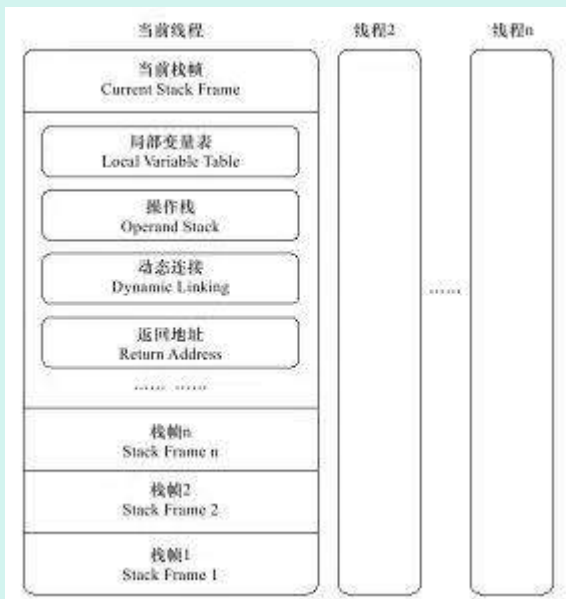 当前线程
线程2
线程n
当前栈帧
Current Stack Frame
局部变量表
Local Variable Table
操作栈
Operand Stack
动态连接
Dynamic Linking
返回地址
Return Address
…… ……
……
栈帧n
Stack Frame n
栈帧2
Stack Frame 2
栈帧1
Stack Frame 1